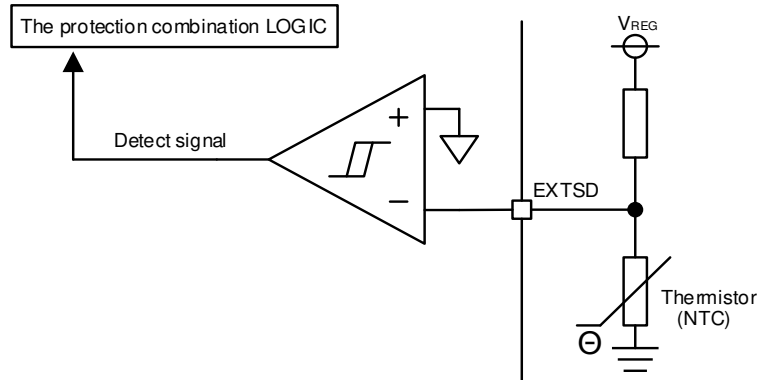 The protection combination LOGIC
VREG
Detect signal
+
−
EXTSD
Thermistor
(NTC)
Θ